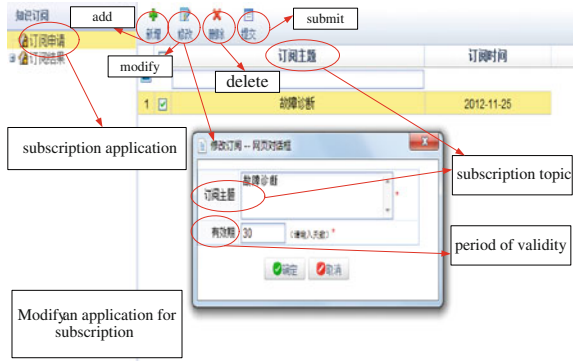 知识订阅
add
submit
新增 修改 删除 提交
订阅申请
订阅结果
modify
delete
订阅主题
订阅时间
1
故障诊断
2012-11-25
subscription application
修改订阅 -- 网页对话框
订阅主题
故障诊断
*
subscription topic
有效期
30
(请输入天数) *
period of validity
确定
取消
Modifyan application for
subscription